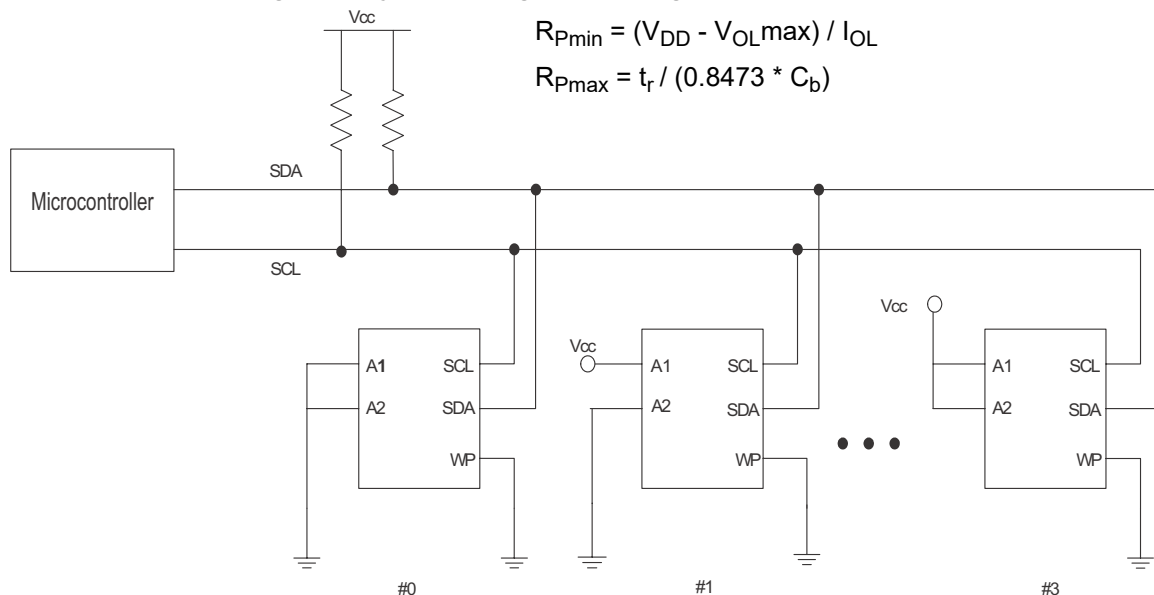 Vcc
R_Pmin = (V_DD - V_OLmax) / I_OL
R_Pmax = t_r / (0.8473 * C_b)
SDA
Microcontroller
SCL
Vcc
Vcc
A1 SCL
A2 SDA
WP
A1 SCL
A2 SDA
WP
A1 SCL
A2 SDA
WP
#0
#1
#3